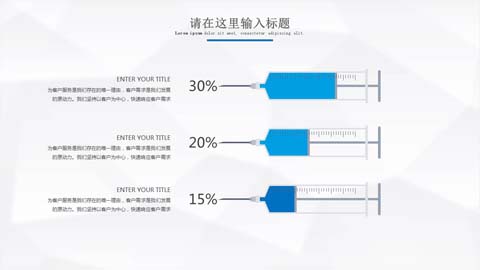 请在这里输入标题
Lorem ipsum dolor sit amet, consectetur adipiscing elit.
ENTER YOUR TITLE
为客户服务是我们存在的唯一理由，客户需求是我们发展
的原动力。我们坚持以客户为中心，快速响应客户需求
30%
ENTER YOUR TITLE
为客户服务是我们存在的唯一理由，客户需求是我们发展
的原动力。我们坚持以客户为中心，快速响应客户需求
20%
ENTER YOUR TITLE
为客户服务是我们存在的唯一理由，客户需求是我们发展
的原动力。我们坚持以客户为中心，快速响应客户需求
15%